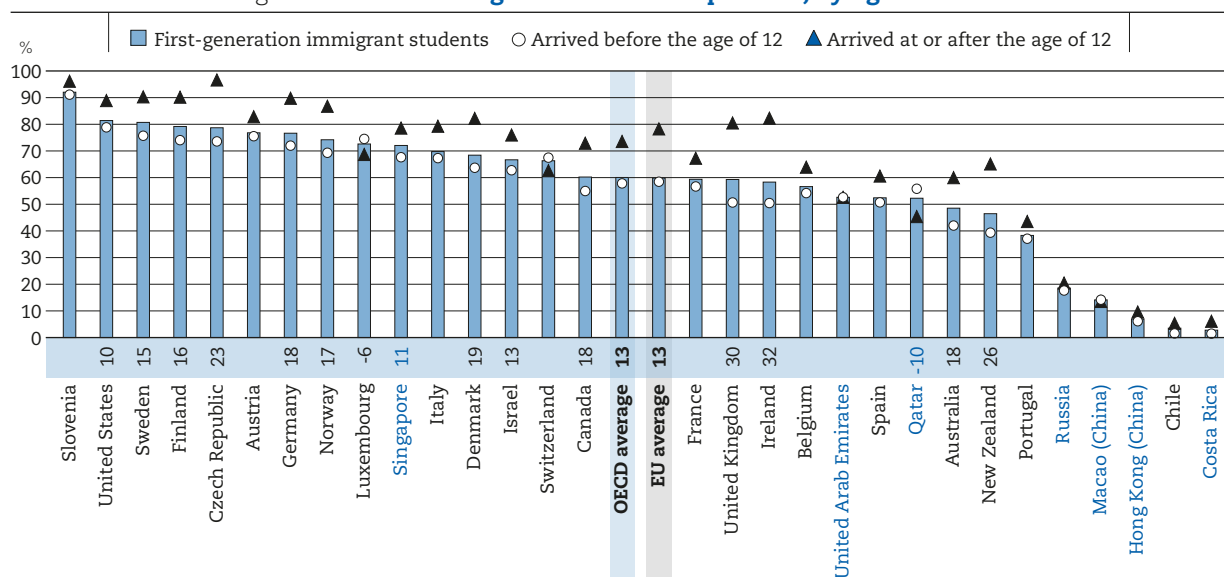 First-generation immigrant students Arrived before the age of 12 Arrived at or after the age of 12
%
100
90
80
70
60
50
40
30
20
10
0
10 15 16 23 18 17 -6 11 19 13 18 13 13 30 32 -10 18 26
Slovenia
United States
Sweden
Finland
Czech Republic
Austria
Germany
Norway
Luxembourg
Singapore
Italy
Denmark
Israel
Switzerland
Canada
OECD average
EU average
France
United Kingdom
Ireland
Belgium
United Arab Emirates
Spain
Qatar
Australia
New Zealand
Portugal
Russia
Macao (China)
Hong Kong (China)
Chile
Costa Rica